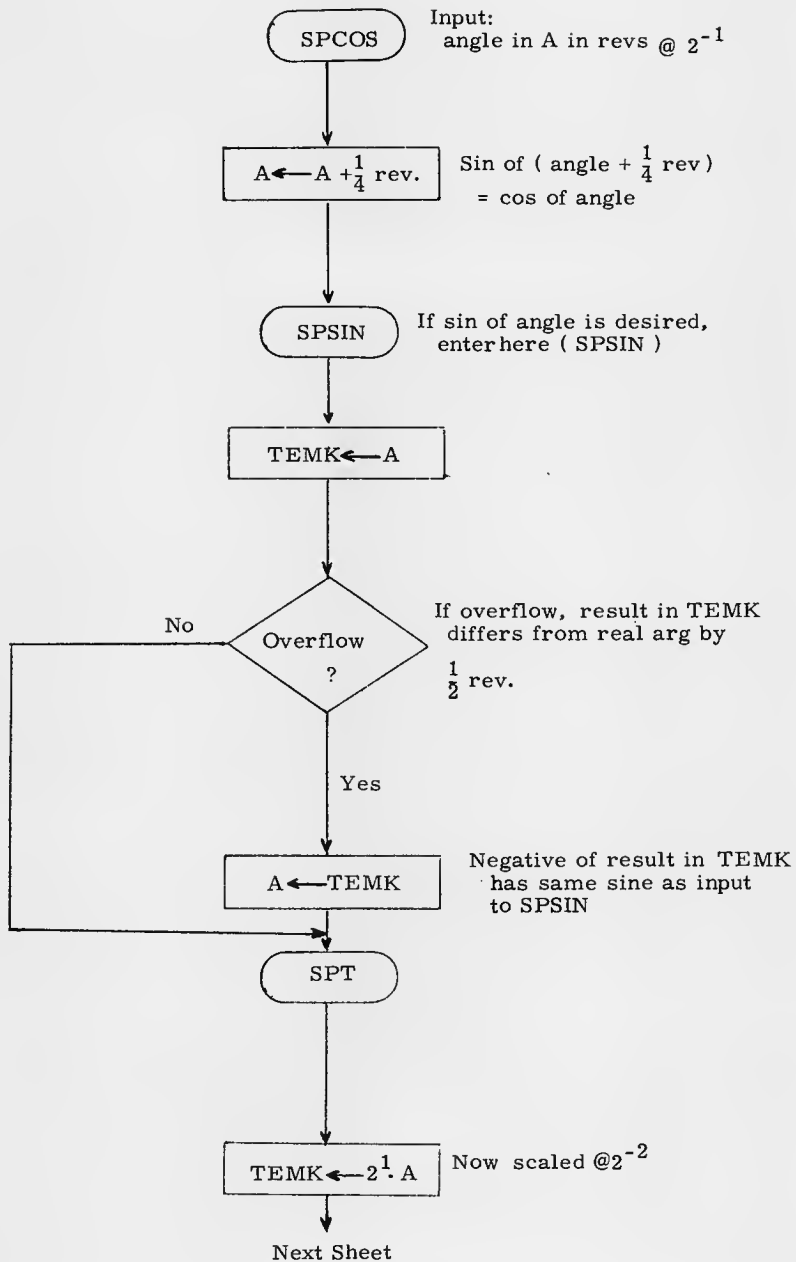 SPCOS
Input:
angle in A in revs @ 2⁻¹
A ← A + 1/4 rev.
Sin of ( angle + 1/4 rev )
= cos of angle
SPSIN
If sin of angle is desired,
enter here ( SPSIN )
TEMK ← A
No
Overflow
?
If overflow, result in TEMK
differs from real arg by
1/2 rev.
Yes
A ← TEMK
Negative of result in TEMK
has same sine as input
to SPSIN
SPT
TEMK ← 2¹· A
Now scaled @2⁻²
Next Sheet